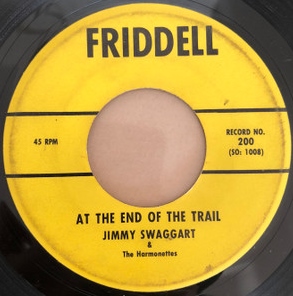 FRIDDELL
45 RPM
RECORD NO.
200
(SO: 1008)
AT THE END OF THE TRAIL
JIMMY SWAGGART
&
The Harmonettes